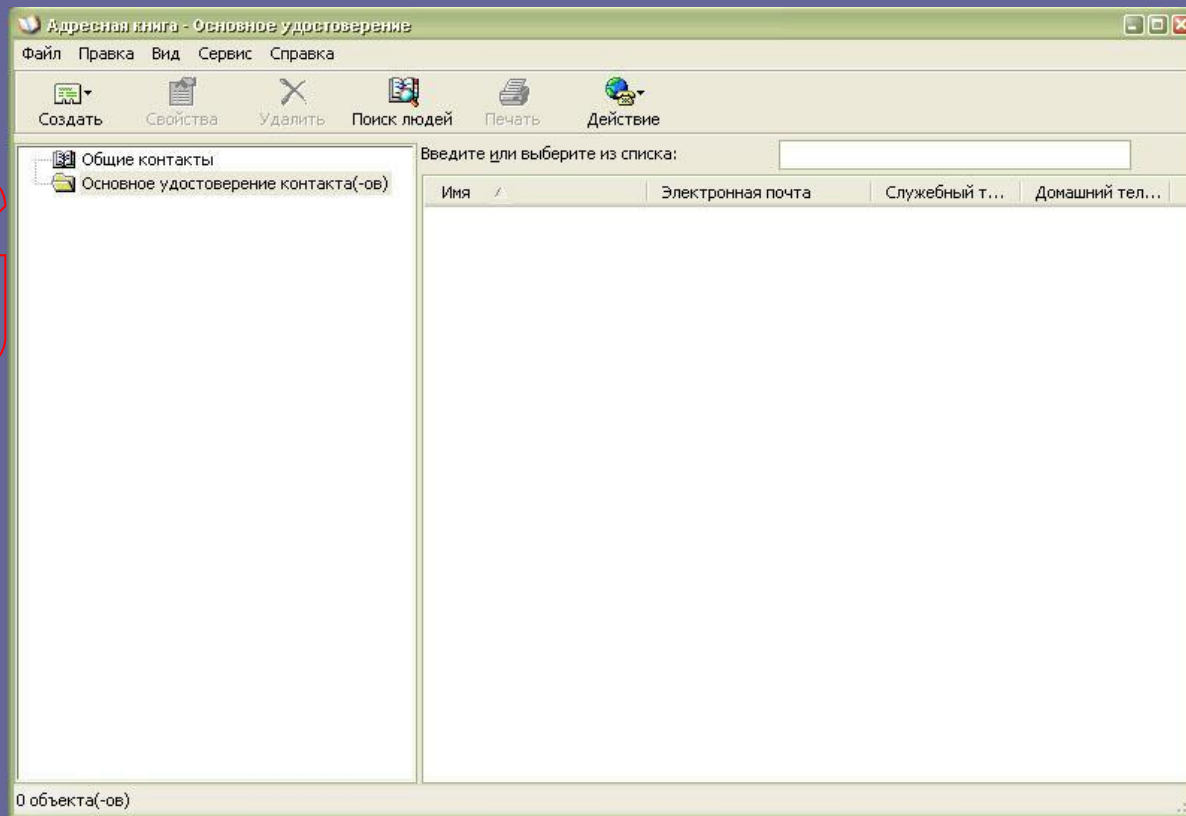 Адресная книга - Основное удостоверение
Файл Правка Вид Сервис Справка
Создать Свойства Удалить Поиск людей Печать Действие
Общие контакты
Основное удостоверение контакта(-ов)
Введите или выберите из списка:
Имя Электронная почта Служебный т... Домашний тел...
0 объекта(-ов)